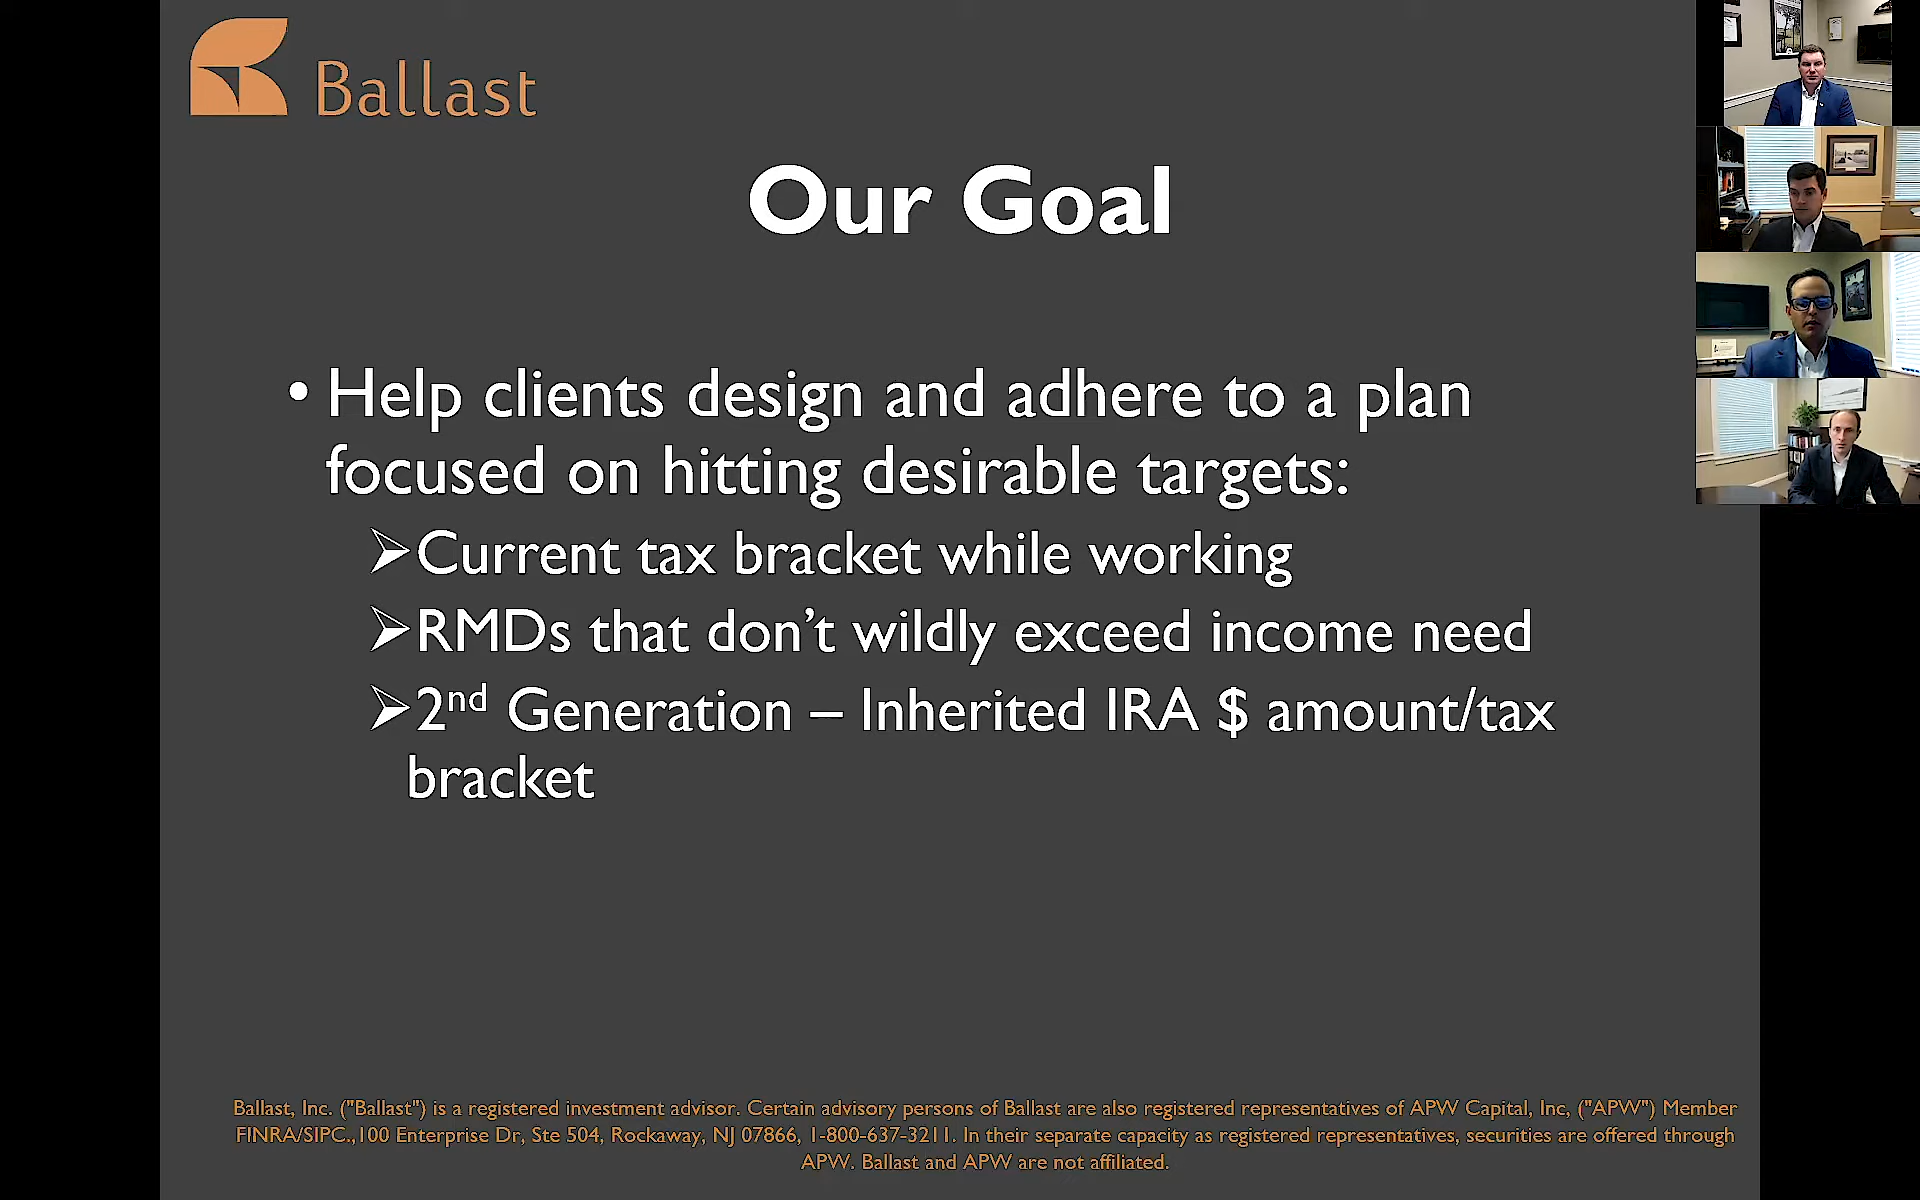 Ballast
Our Goal
• Help clients design and adhere to a plan
focused on hitting desirable targets:
➢Current tax bracket while working
➢RMDs that don’t wildly exceed income need
➢2nd Generation – Inherited IRA $ amount/tax
bracket
Ballast, Inc. ("Ballast") is a registered investment advisor. Certain advisory persons of Ballast are also registered representatives of APW Capital, Inc, ("APW") Member
FINRA/SIPC.,100 Enterprise Dr, Ste 504, Rockaway, NJ 07866, 1-800-637-3211. In their separate capacity as registered representatives, securities are offered through
APW. Ballast and APW are not affiliated.